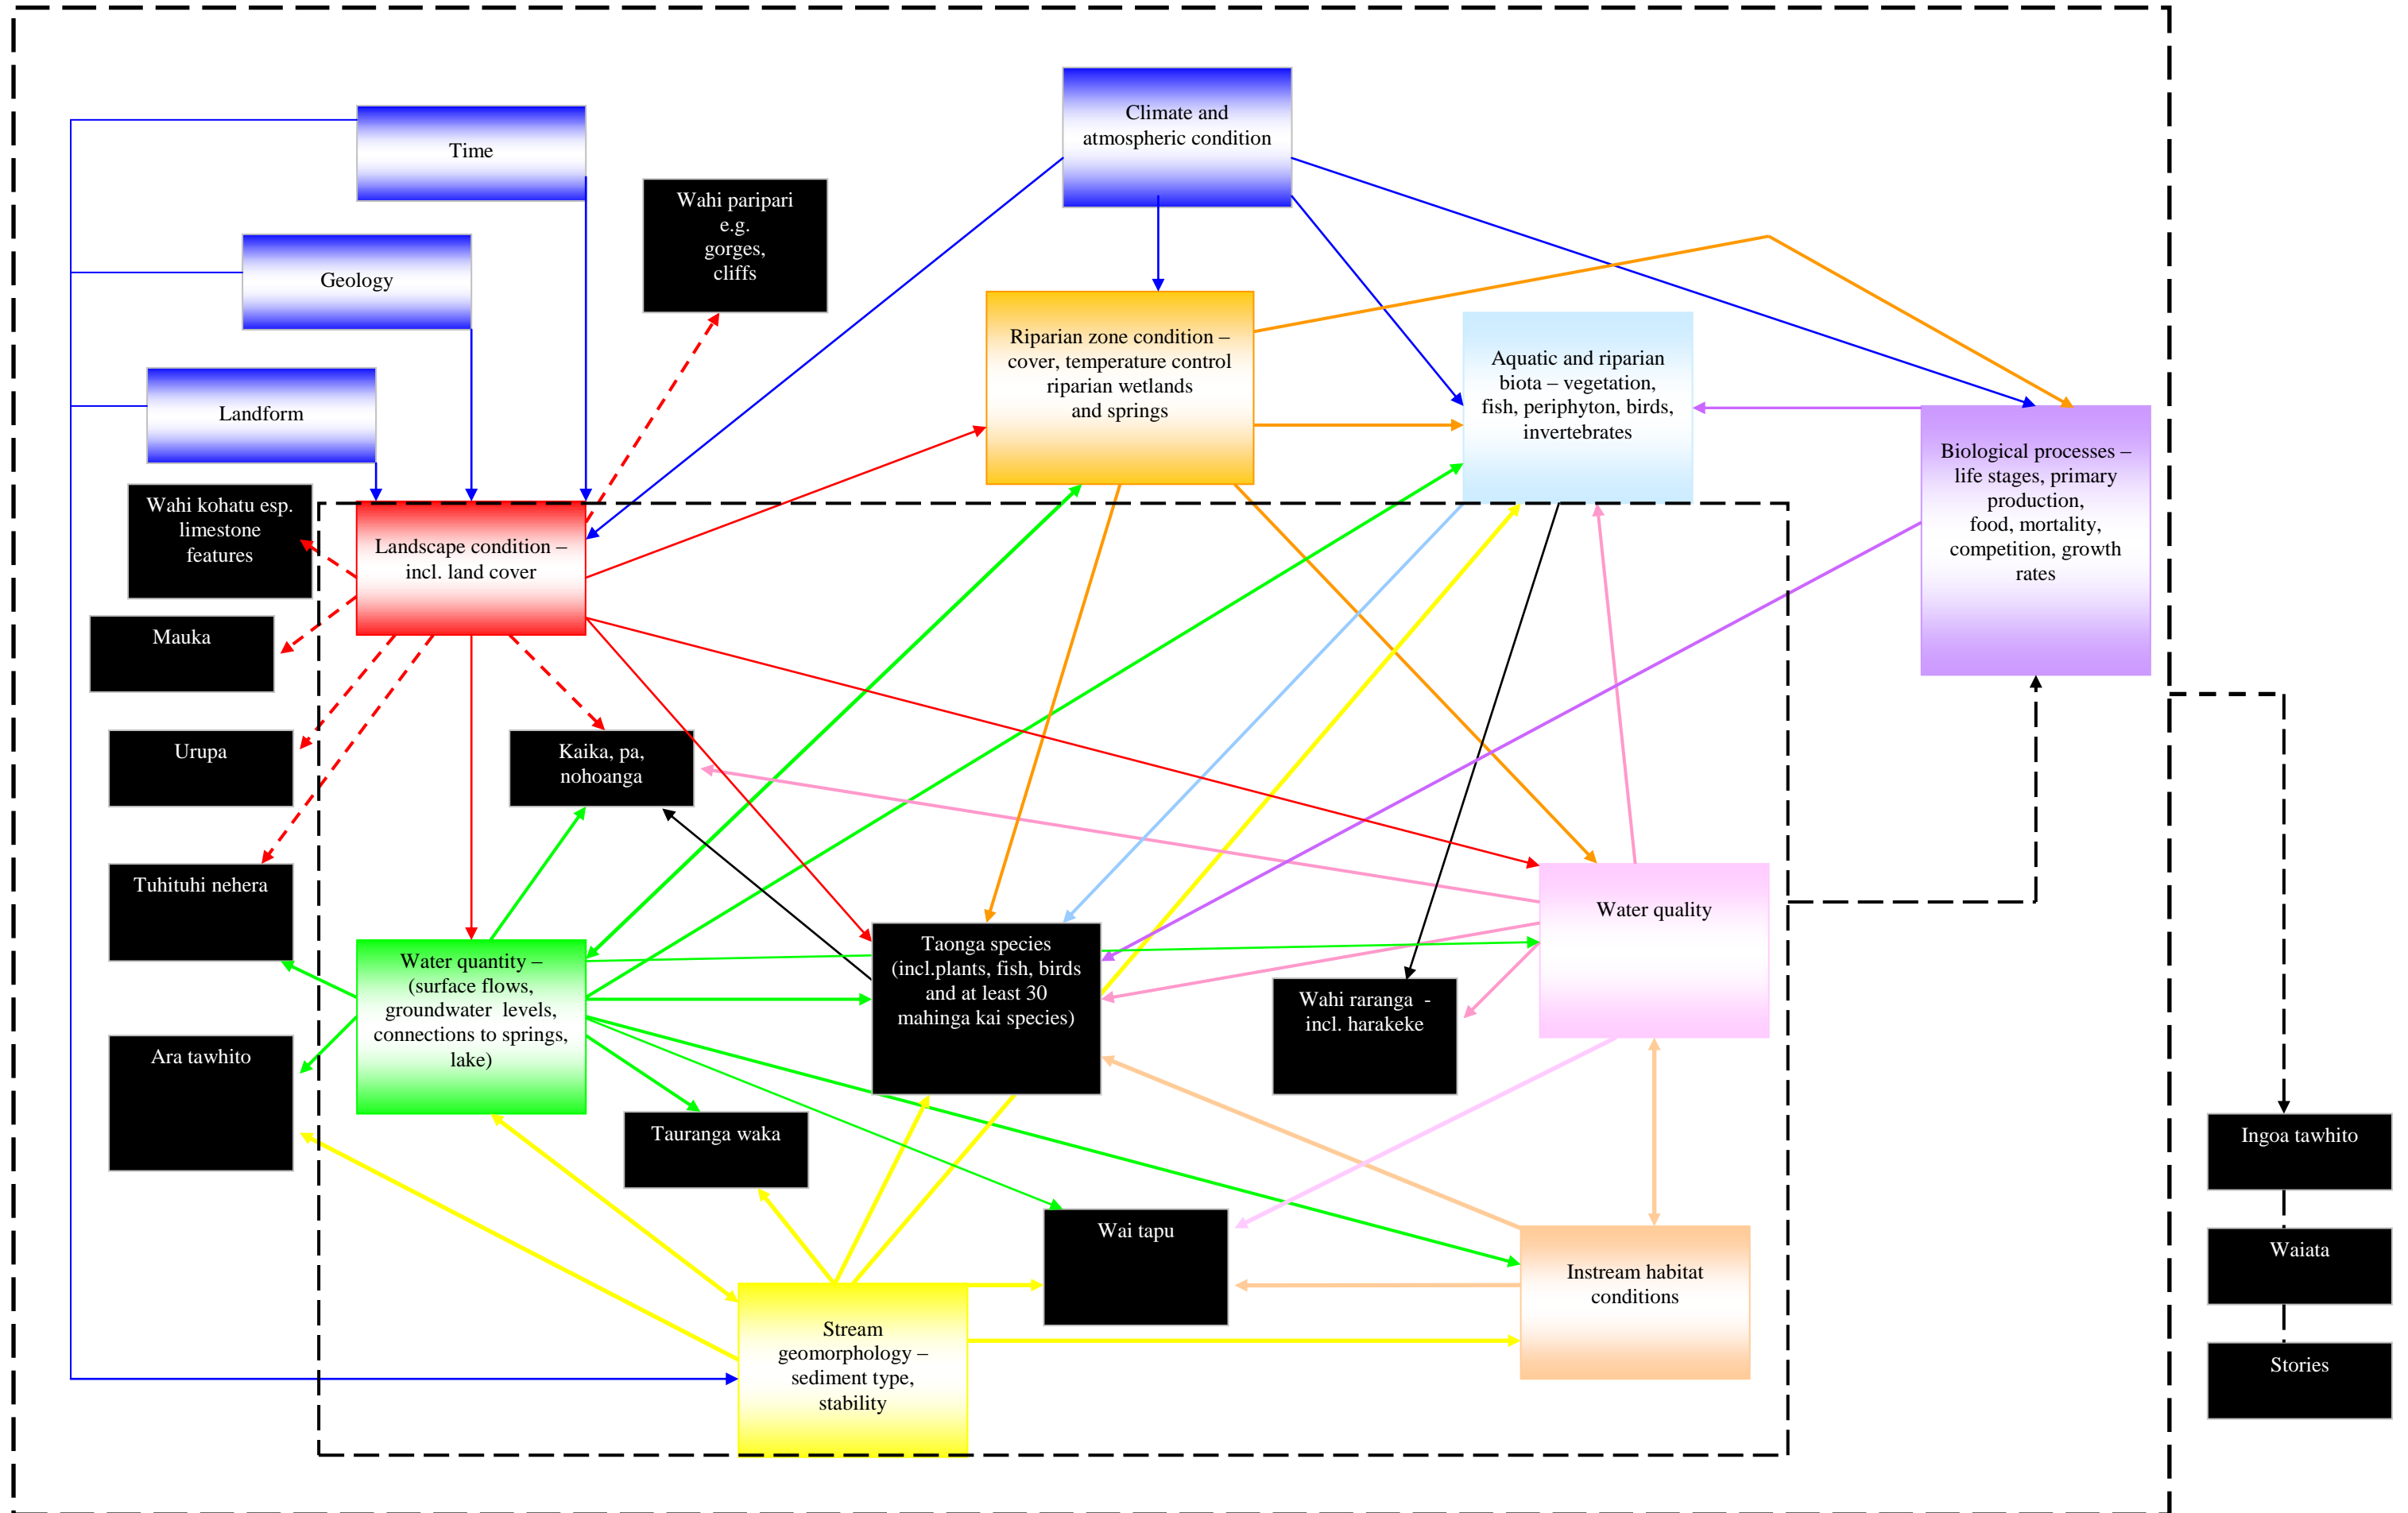 Climate and
atmospheric condition
Time
Wahi paripari
e.g.
gorges,
cliffs
Geology
Riparian zone condition –
cover, temperature control
riparian wetlands
and springs
Aquatic and riparian
biota – vegetation,
fish, periphyton, birds,
invertebrates
Landform
Biological processes –
life stages, primary
production,
food, mortality,
competition, growth
rates
Wahi kohatu esp.
limestone
features
Landscape condition –
incl. land cover
Mauka
Urupa
Kaika, pa,
nohoanga
Tuhituhi nehera
Water quality
Taonga species
(incl.plants, fish, birds
and at least 30
mahinga kai species)
Water quantity –
(surface flows,
groundwater levels,
connections to springs,
lake)
Wahi raranga -
incl. harakeke
Ara tawhito
Tauranga waka
Ingoa tawhito
Wai tapu
Waiata
Instream habitat
conditions
Stream
geomorphology –
sediment type,
stability
Stories